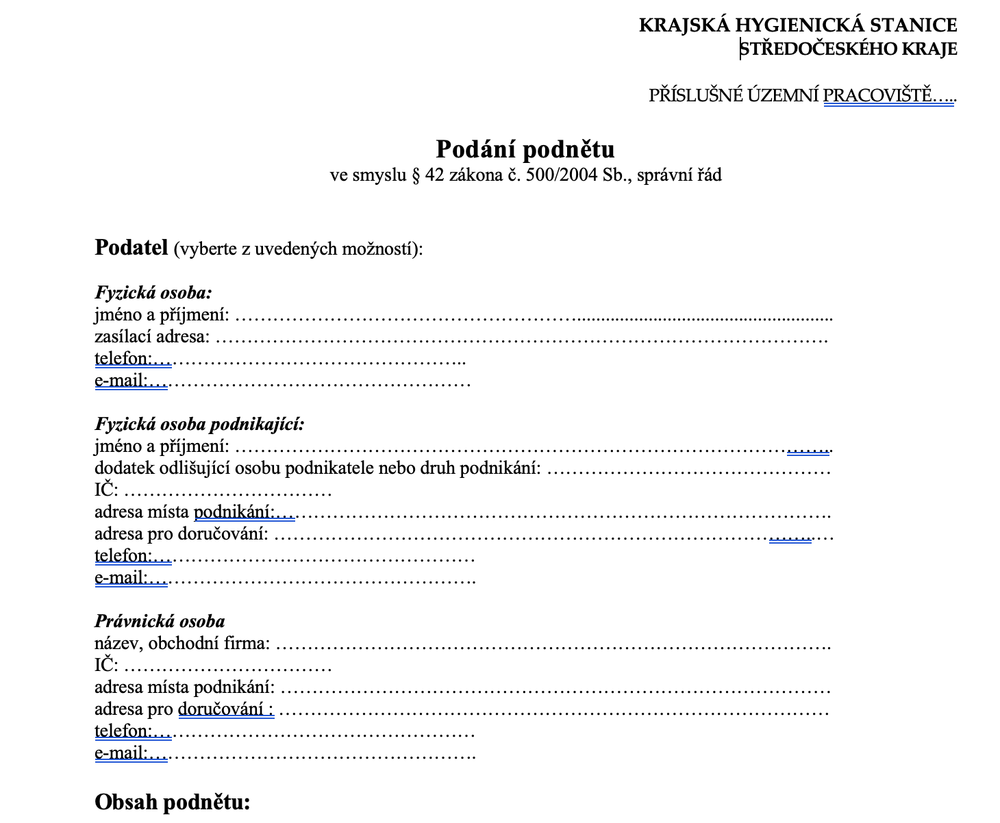 KRAJSKÁ HYGIENICKÁ STANICE
STŘEDOČESKÉHO KRAJE
PŘÍSLUŠNÉ ÚZEMNÍ PRACOVIŠTĚ…..
Podání podnětu
ve smyslu § 42 zákona č. 500/2004 Sb., správní řád
Podatel (vyberte z uvedených možností):
Fyzická osoba:
jméno a příjmení: ……………………………………………………......................................................
zasílací adresa: ………………………………………………………………………………………….
telefon:………………………………………………..
e-mail:…………………………………………………
Fyzická osoba podnikající:
jméno a příjmení: ……………………………………………………………………………………….
dodatek odlišující osobu podnikatele nebo druh podnikání: ………………………………………
IČ: ……………………………
adresa místa podnikání:………………………………………………………………………………….
adresa pro doručování: …………………………………………………………………………………
telefon:…………………………………………………
e-mail:………………………………………………….
Právnická osoba
název, obchodní firma: ………………………………………………………………………………….
IČ: ……………………………
adresa místa podnikání: …………………………………………………………………………………
adresa pro doručování : …………………………………………………………………………………
telefon:…………………………………………………
e-mail:………………………………………………….
Obsah podnětu: